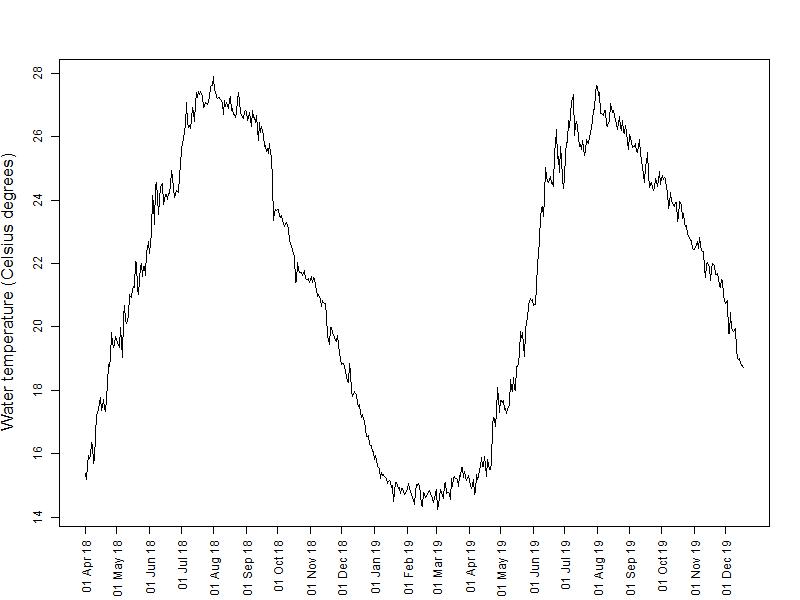 Water temperature (Celsius degrees)
28
26
24
22
20
18
16
14
01 Apr 18
01 May 18
01 Jun 18
01 Jul 18
01 Aug 18
01 Sep 18
01 Oct 18
01 Nov 18
01 Dec 18
01 Jan 19
01 Feb 19
01 Mar 19
01 Apr 19
01 May 19
01 Jun 19
01 Jul 19
01 Aug 19
01 Sep 19
01 Oct 19
01 Nov 19
01 Dec 19